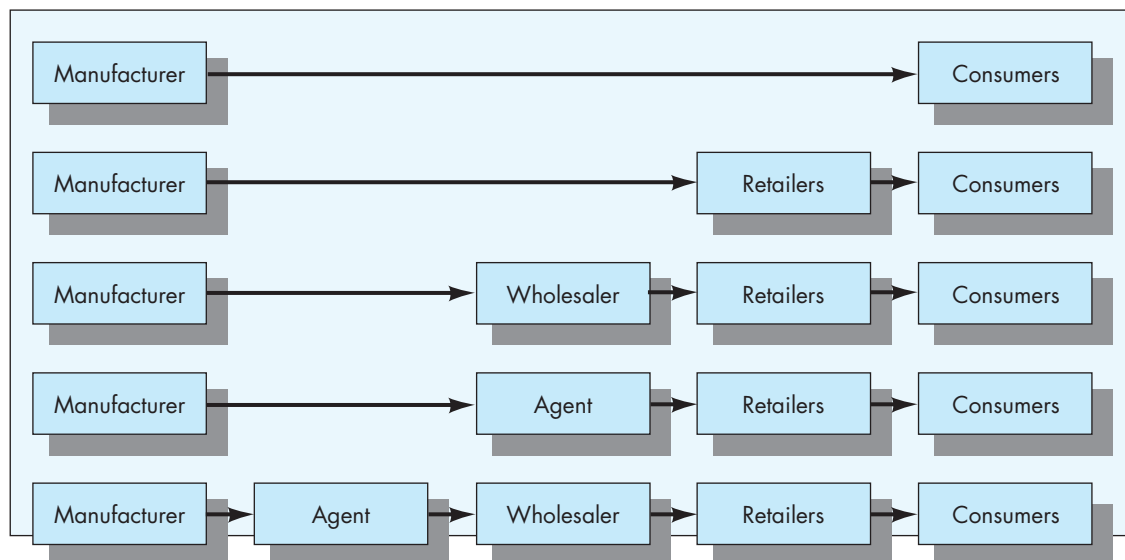 Manufacturer Consumers
Manufacturer Retailers Consumers
Manufacturer Wholesaler Retailers Consumers
Manufacturer Agent Retailers Consumers
Manufacturer Agent Wholesaler Retailers Consumers